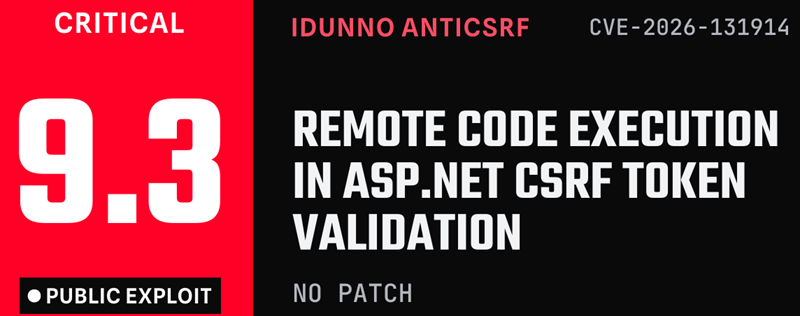 CRITICAL
9.3
PUBLIC EXPLOIT
IDUNNO ANTICSRF
CVE-2026-131914
REMOTE CODE EXECUTION
IN ASP.NET CSRF TOKEN
VALIDATION
NO PATCH